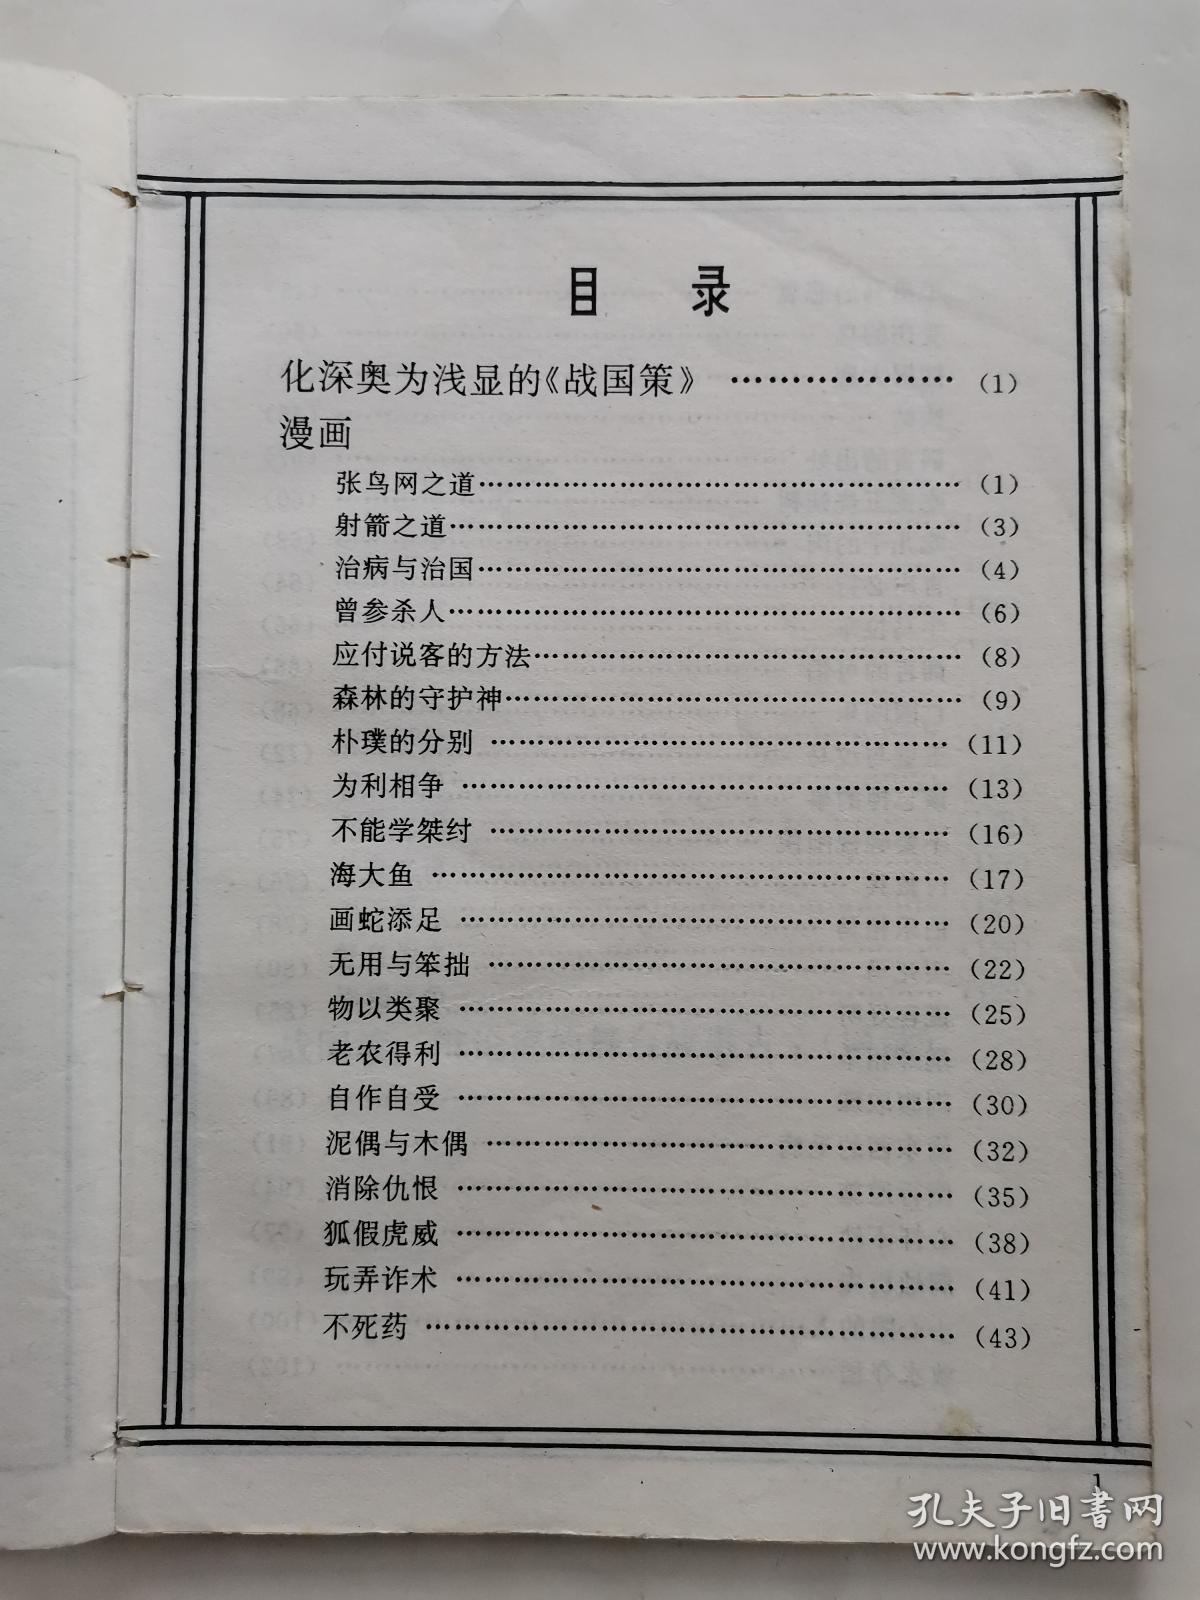 目 录
化深奥为浅显的《战国策》 ………………… (1)
漫画
张鸟网之道………………………………………… (1)
射箭之道…………………………………………… (3)
治病与治国………………………………………… (4)
曾参杀人…………………………………………… (6)
应付说客的方法…………………………………… (8)
森林的守护神……………………………………… (9)
朴璞的分别 ……………………………………… (11)
为利相争 ………………………………………… (13)
不能学桀纣 ……………………………………… (16)
海大鱼 …………………………………………… (17)
画蛇添足 ………………………………………… (20)
无用与笨拙 ……………………………………… (22)
物以类聚 ………………………………………… (25)
老农得利 ………………………………………… (28)
自作自受 ………………………………………… (30)
泥偶与木偶 ……………………………………… (32)
消除仇恨 ………………………………………… (35)
狐假虎威 ………………………………………… (38)
玩弄诈术 ………………………………………… (41)
不死药 …………………………………………… (43)
1
孔夫子旧書网
www.kongfz.com